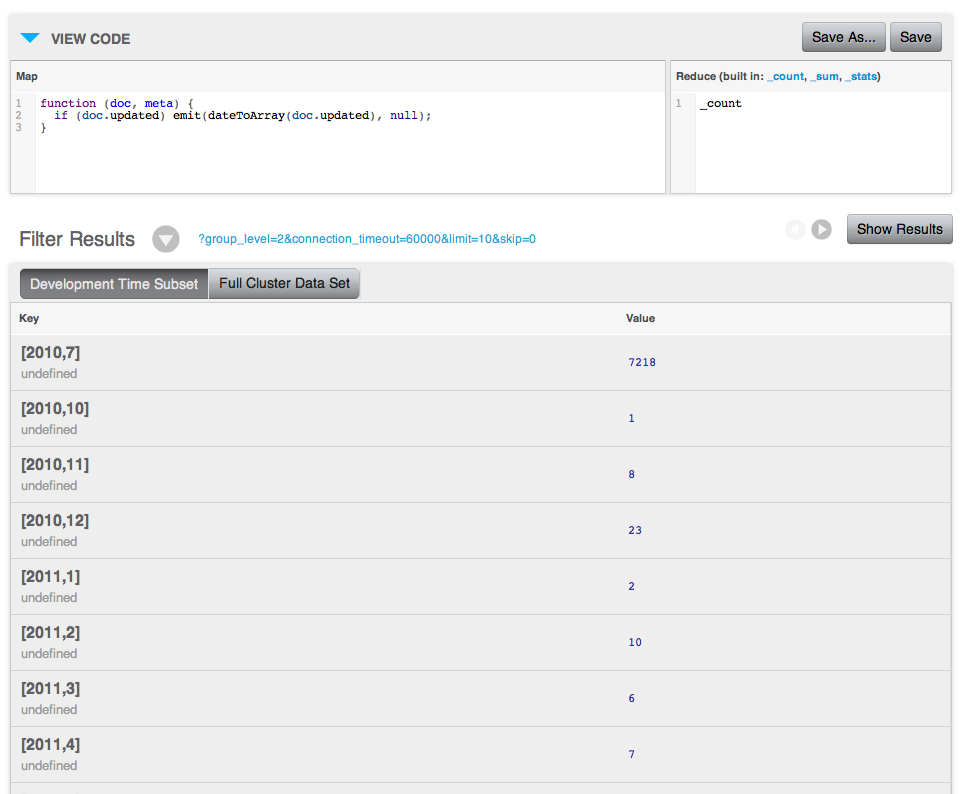 VIEW CODE
Save As... Save
Map
Reduce (built in: _count, _sum, _stats)
1 function (doc, meta) {
2 if (doc.updated) emit(dateToArray(doc.updated), null);
3 }
1 _count
Filter Results
?group_level=2&connection_timeout=60000&limit=10&skip=0
Show Results
Development Time Subset Full Cluster Data Set
Key Value
[2010,7]
undefined
7218
[2010,10]
undefined
1
[2010,11]
undefined
8
[2010,12]
undefined
23
[2011,1]
undefined
2
[2011,2]
undefined
10
[2011,3]
undefined
6
[2011,4]
undefined
7